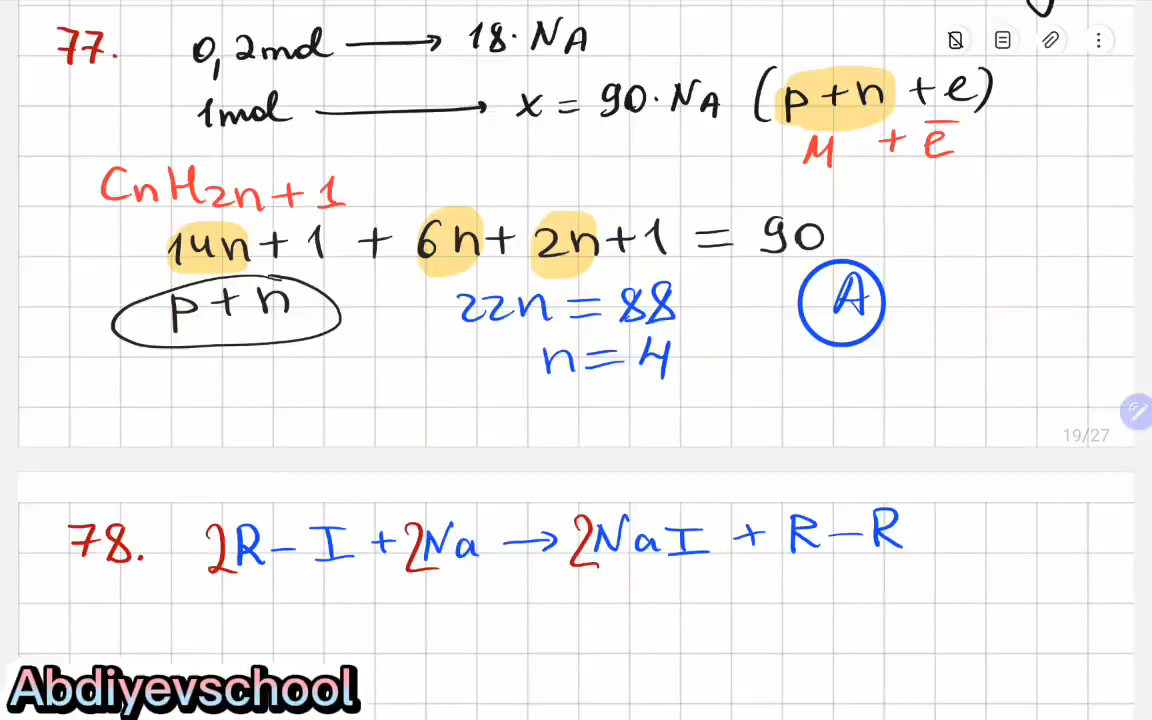 77. 0,2mol → 18·NA
1mol → x = 90·NA (p+n+e)
M + e̅
CnH2n+1
14n+1 + 6n+2n+1 = 90
p+n
22n = 88
A
n=4
19/27
78. 2R-I + 2Na → 2NaI + R-R
Abdiyevschool